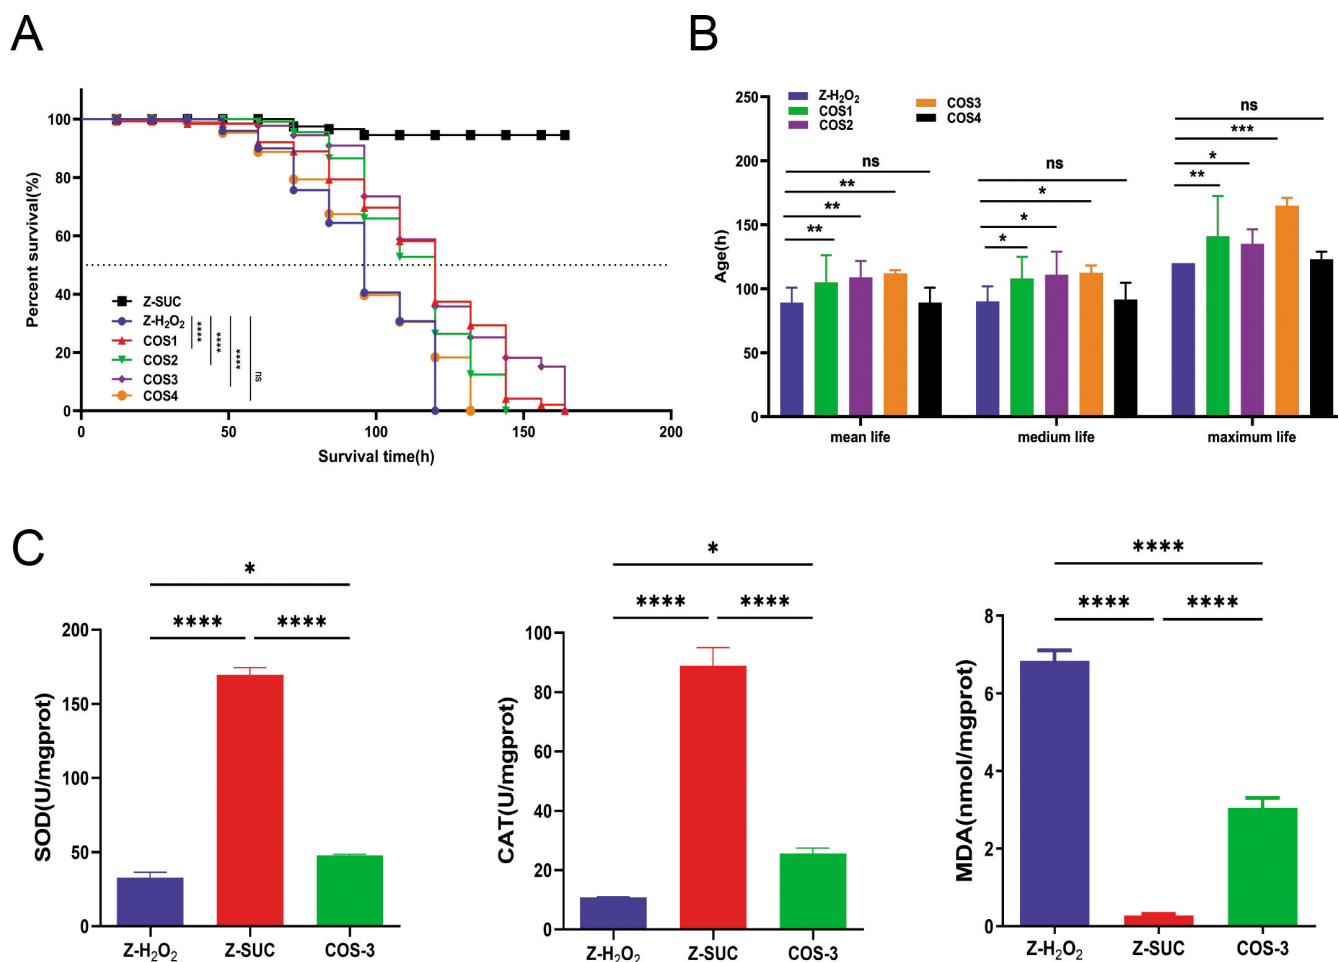 A
Percent survival(%)
100
80
60
40
20
0
0
50
100
150
200
Survival time(h)
Z-SUC
Z-H₂O₂
COS1
COS2
COS3
COS4
****
****
****
ns
B
Age(h)
250
200
150
100
50
0
Z-H₂O₂
COS1
COS2
COS3
COS4
ns
**
**
**
ns
*
*
*
ns
***
*
**
mean life
medium life
maximum life
C
SOD(U/mgprot)
200
150
100
50
0
*
**** ****
Z-H₂O₂ Z-SUC COS-3
CAT(U/mgprot)
100
80
60
40
20
0
*
**** ****
Z-H₂O₂ Z-SUC COS-3
MDA(nmol/mgprot)
8
6
4
2
0
****
**** ****
Z-H₂O₂ Z-SUC COS-3